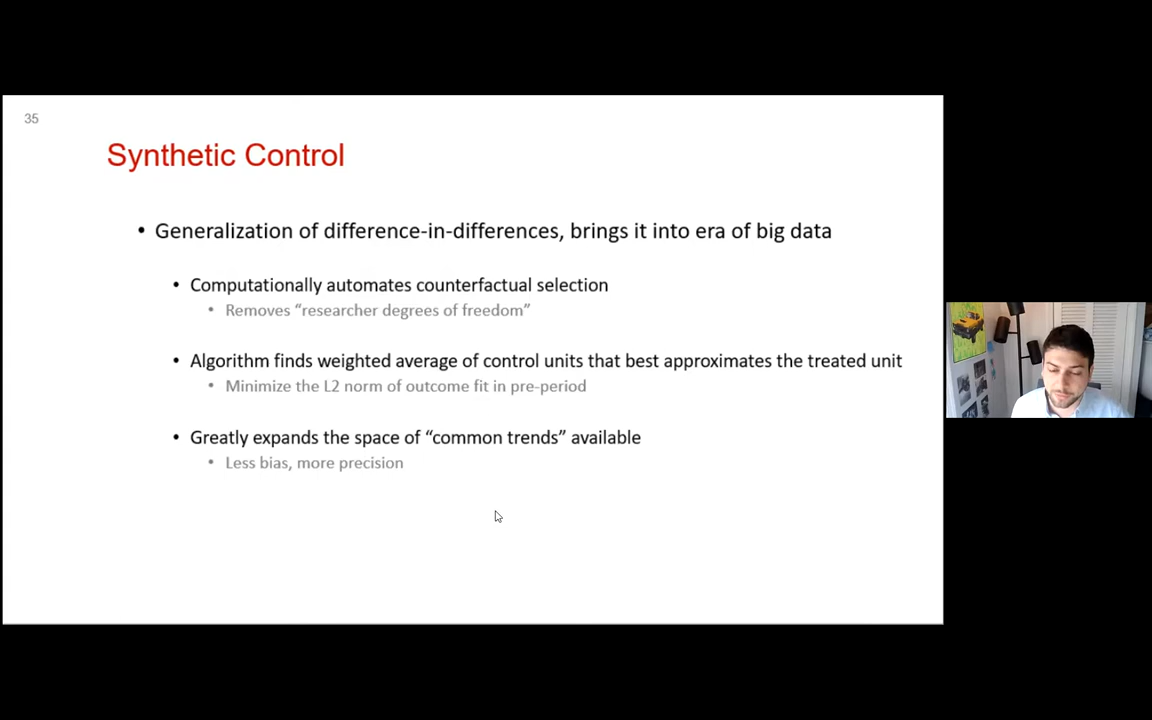 35
Synthetic Control
• Generalization of difference-in-differences, brings it into era of big data
• Computationally automates counterfactual selection
• Removes “researcher degrees of freedom”
• Algorithm finds weighted average of control units that best approximates the treated unit
• Minimize the L2 norm of outcome fit in pre-period
• Greatly expands the space of “common trends” available
• Less bias, more precision